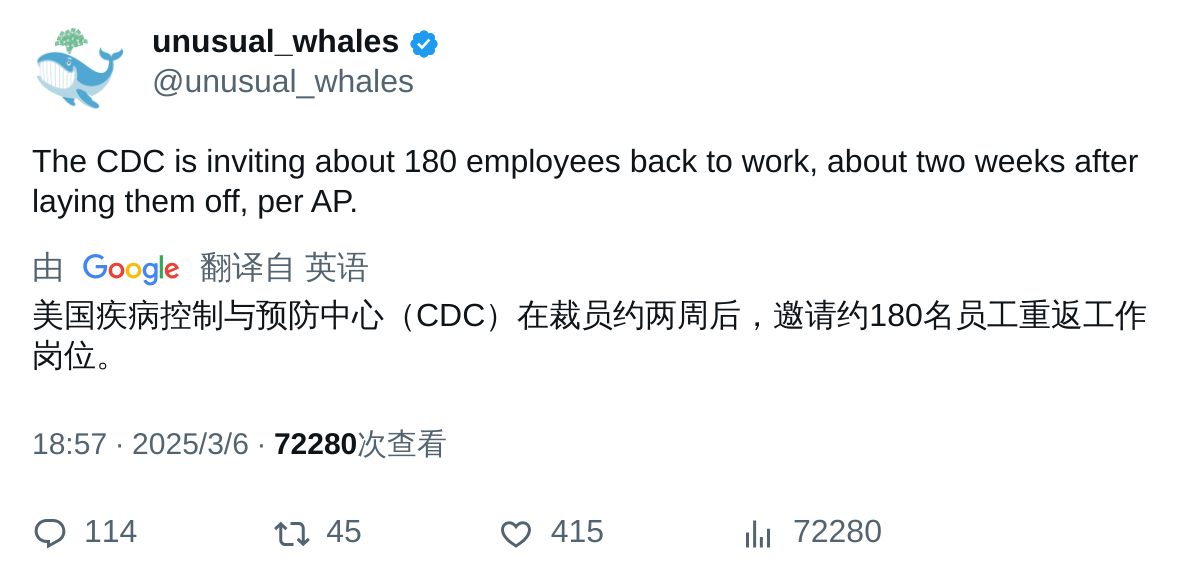 unusual_whales
@unusual_whales
The CDC is inviting about 180 employees back to work, about two weeks after
laying them off, per AP.
由 Google 翻译自 英语
美国疾病控制与预防中心（CDC）在裁员约两周后，邀请约180名员工重返工作
岗位。
18:57 · 2025/3/6 · 72280次查看
114 45 415 72280